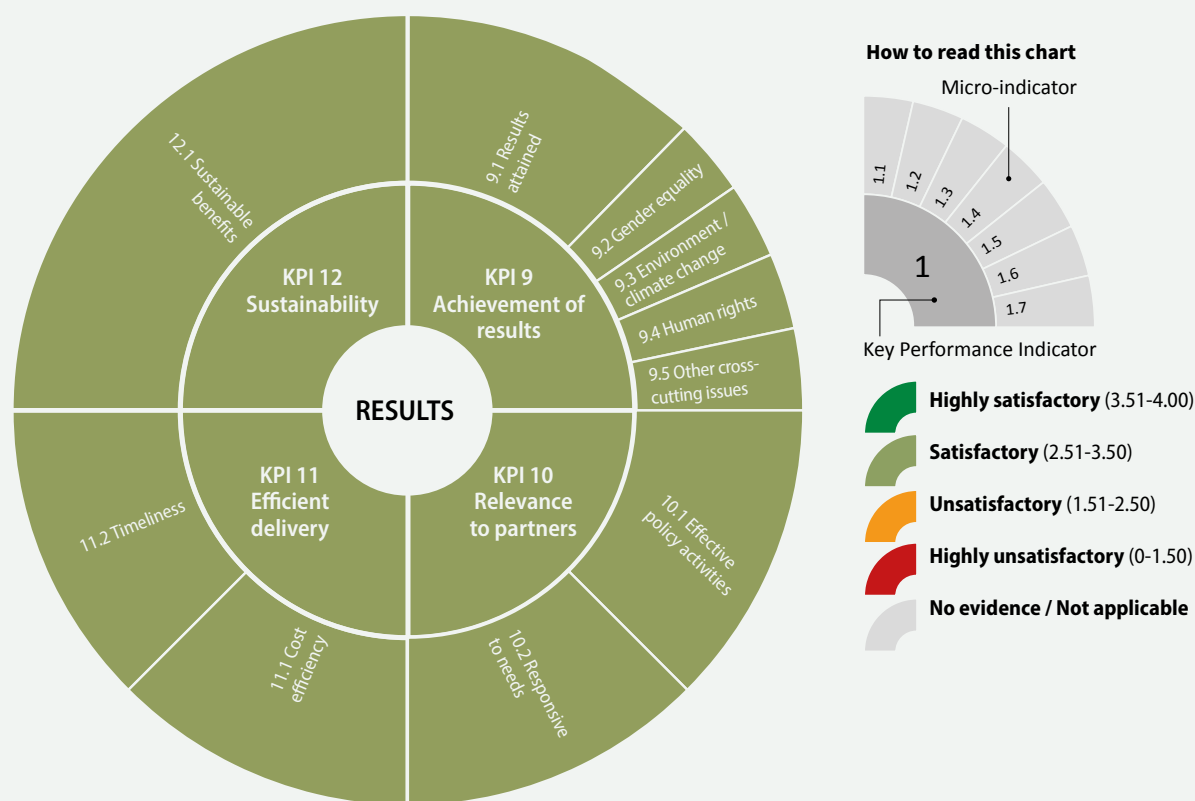 12.1 Sustainable
benefits
9.1 Results
attained
9.2 Gender equality
9.3 Environment /
climate change
9.4 Human rights
9.5 Other cross-
cutting issues
KPI 12
Sustainability
KPI 9
Achievement of
results
RESULTS
KPI 11
Efficient
delivery
KPI 10
Relevance
to partners
11.2 Timeliness
11.1 Cost
efficiency
10.2 Responsive
to needs
10.1 Effective
policy activities
How to read this chart
Micro-indicator
1.1
1.2
1.3
1.4
1.5
1.6
1.7
1
Key Performance Indicator
Highly satisfactory (3.51-4.00)
Satisfactory (2.51-3.50)
Unsatisfactory (1.51-2.50)
Highly unsatisfactory (0-1.50)
No evidence / Not applicable